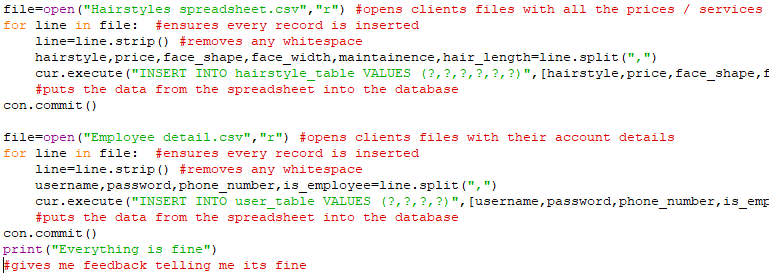 file=open("Hairstyles spreadsheet.csv","r") #opens clients files with all the prices / services
for line in file:  #ensures every record is inserted
    line=line.strip() #removes any whitespace
    hairstyle,price,face_shape,face_width,maintainence,hair_length=line.split(",")
    cur.execute("INSERT INTO hairstyle_table VALUES (?,?,?,?,?,?)",[hairstyle,price,face_shape,f
    #puts the data from the spreadsheet into the database
con.commit()

file=open("Employee detail.csv","r") #opens clients files with their account details
for line in file:  #ensures every record is inserted
    line=line.strip() #removes any whitespace
    username,password,phone_number,is_employee=line.split(",")
    cur.execute("INSERT INTO user_table VALUES (?,?,?,?)",[username,password,phone_number,is_emp
    #puts the data from the spreadsheet into the database
con.commit()
print("Everything is fine")
#gives me feedback telling me its fine